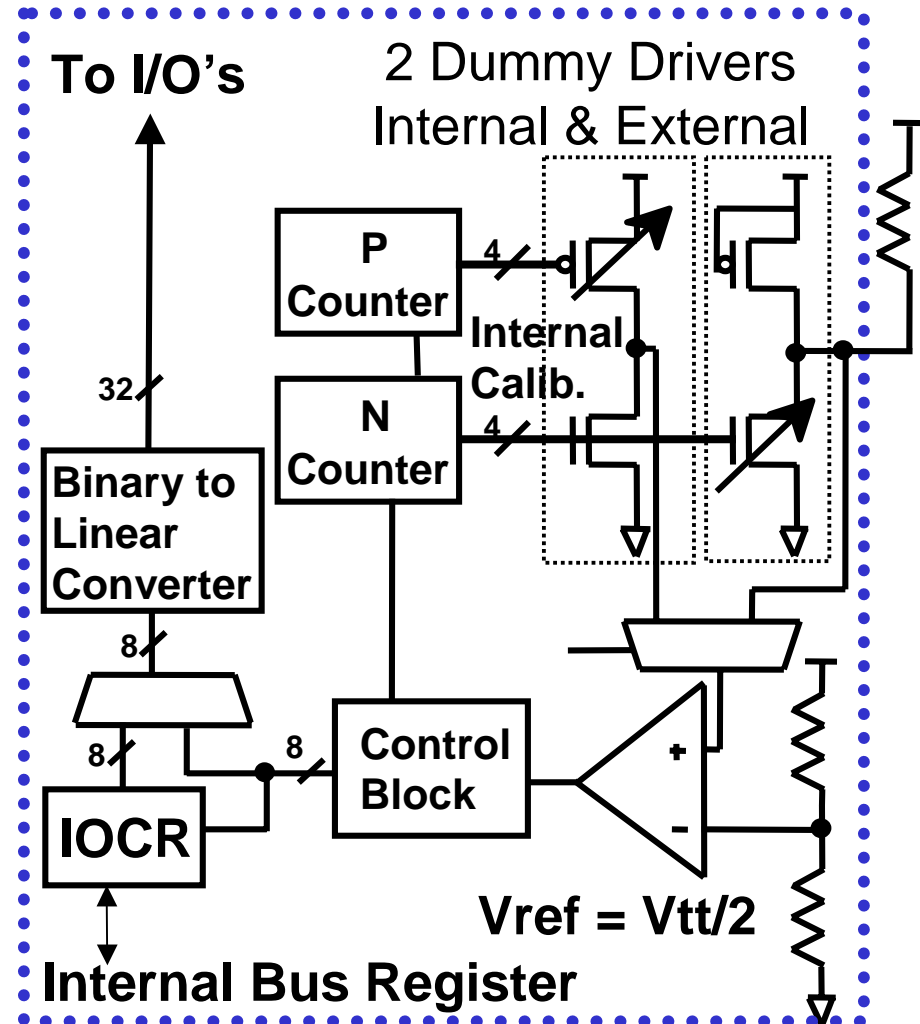 To I/O's
2 Dummy Drivers
Internal & External
P
Counter
4
Internal
Calib.
32
N
Counter
4
Binary to
Linear
Converter
8
8
8
Control
Block
+
−
IOCR
Vref = Vtt/2
Internal Bus Register